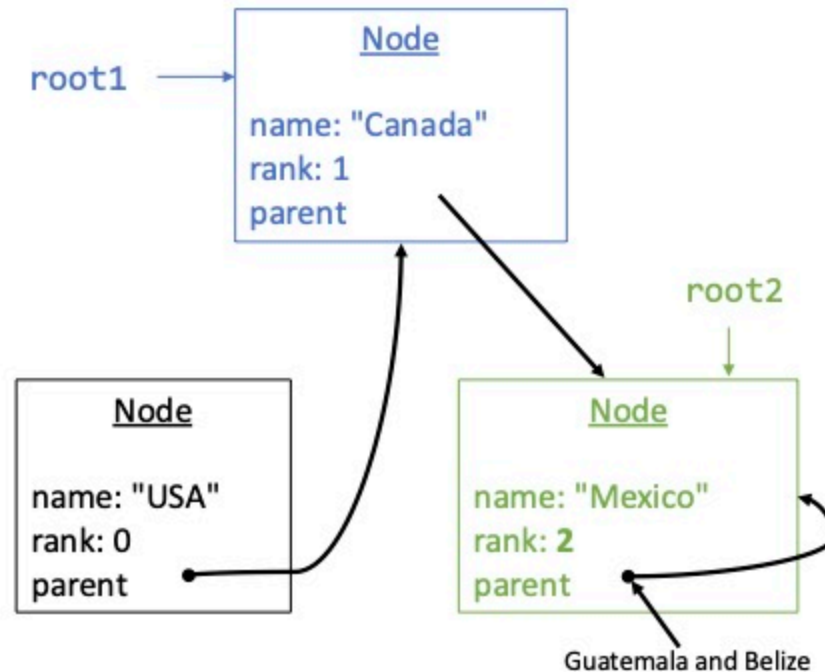 Node
root1
name: "Canada"
rank: 1
parent
root2
Node
name: "USA"
rank: 0
parent
Node
name: "Mexico"
rank: 2
parent
Guatemala and Belize